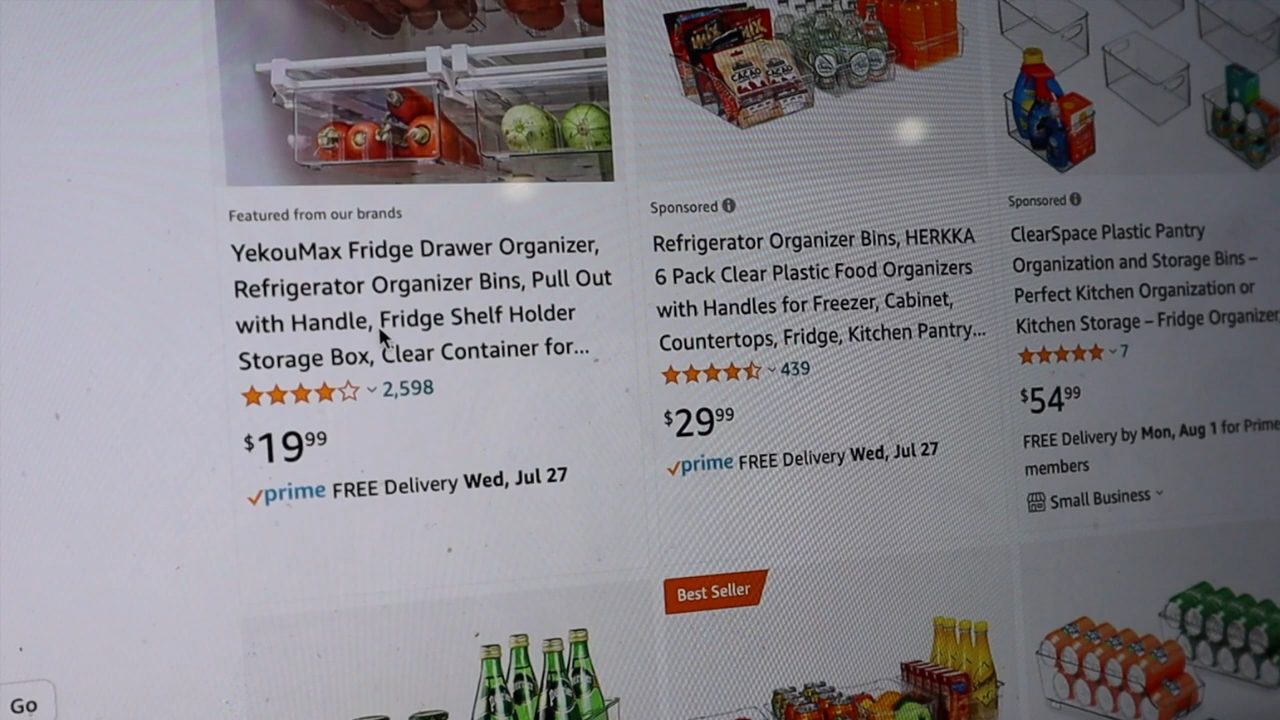 CACAO
Featured from our brands
YekouMax Fridge Drawer Organizer,
Refrigerator Organizer Bins, Pull Out
with Handle, Fridge Shelf Holder
Storage Box, Clear Container for...
2,598
$19.99
prime FREE Delivery Wed, Jul 27
Sponsored
Refrigerator Organizer Bins, HERKKA
6 Pack Clear Plastic Food Organizers
with Handles for Freezer, Cabinet,
Countertops, Fridge, Kitchen Pantry...
439
$29.99
prime FREE Delivery Wed, Jul 27
Sponsored
ClearSpace Plastic Pantry
Organization and Storage Bins –
Perfect Kitchen Organization or
Kitchen Storage – Fridge Organizer
7
$54.99
FREE Delivery by Mon, Aug 1 for Prime
members
Small Business
Best Seller
Go